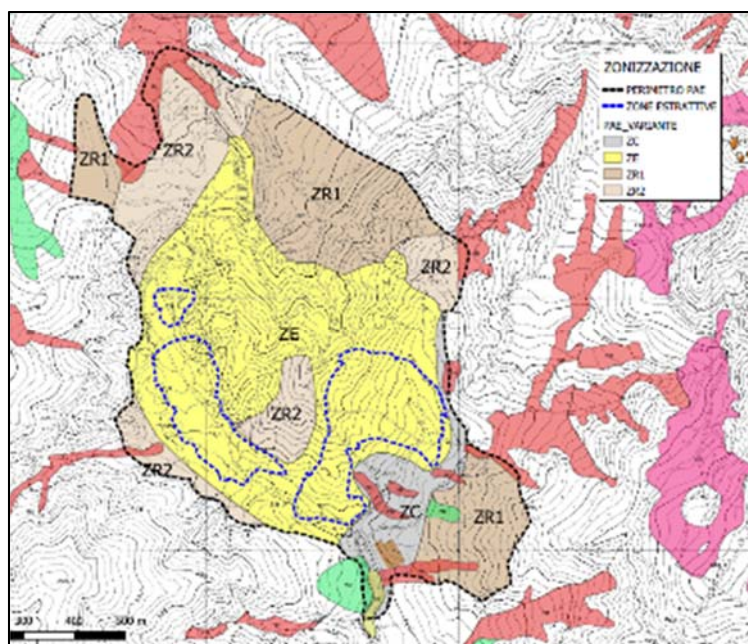 ZONIZZAZIONE
PERIMETRO PAE
ZONE ESTRATTIVE
PAE_VARIANTE
ZC
ZE
ZR1
ZR2
ZR1
ZR2
ZR1
ZR2
ZE
ZR2
ZR2
ZC
ZR1